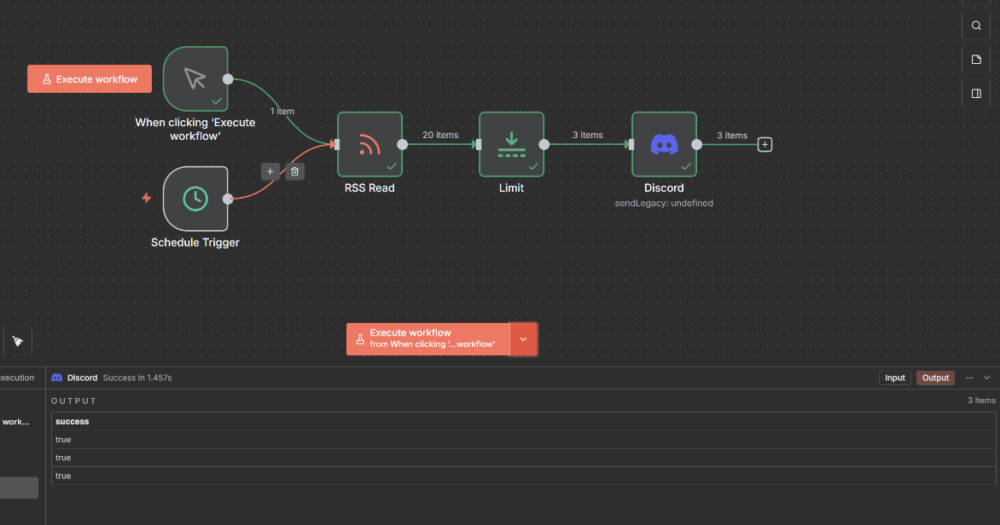 Execute workflow
When clicking ‘Execute
workflow’
1 item
20 items
3 items
3 items
RSS Read
Limit
Discord
sendLegacy: undefined
Schedule Trigger
Execute workflow
from When clicking ‘...workflow’
xecution
Discord Success in 1.457s
Input
Output
OUTPUT
3 items
work...
success
true
true
true